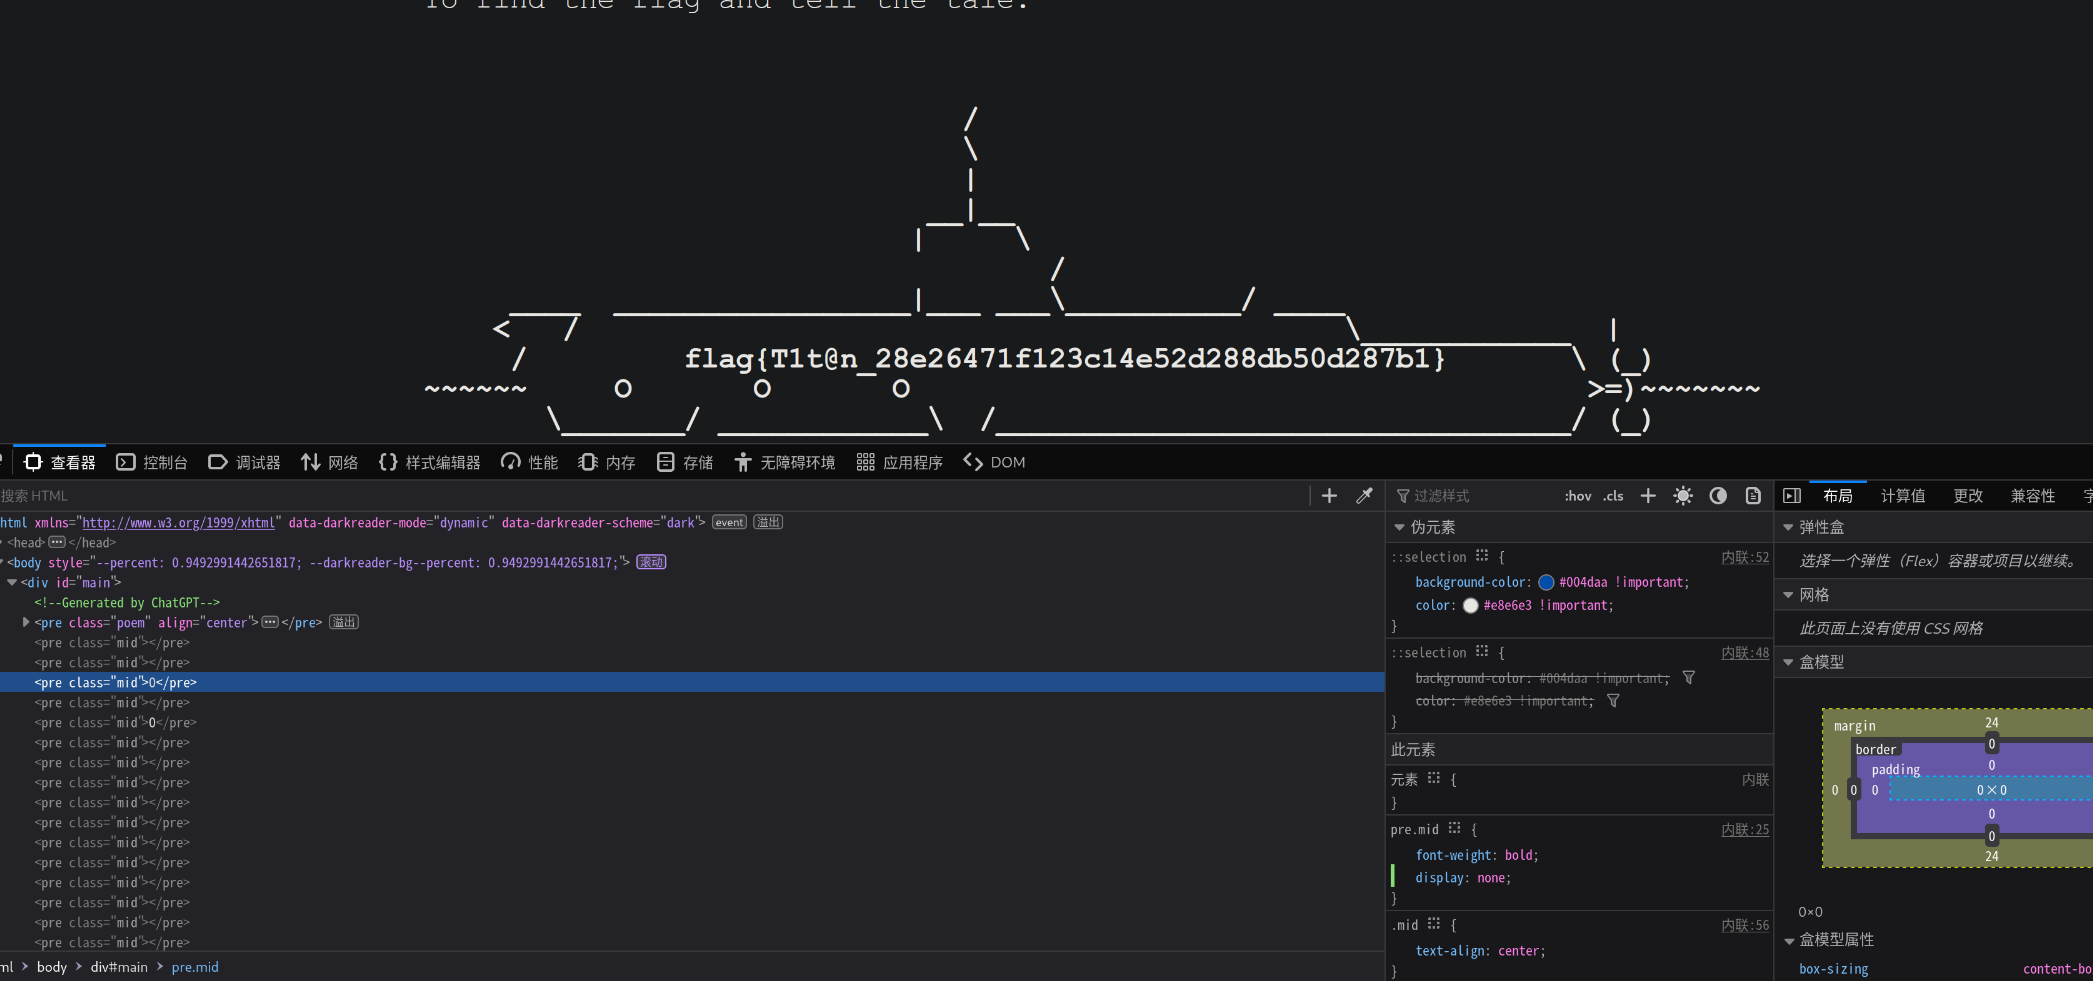 To find the flag and tell the tale.
flag{T1t@n_28e26471f123c14e52d288db50d287b1}
查看器 控制台 调试器 网络 样式编辑器 性能 内存 存储 无障碍环境 应用程序 DOM
搜索 HTML
html xmlns="http://www.w3.org/1999/xhtml" data-darkreader-mode="dynamic" data-darkreader-scheme="dark"> event 溢出
<head>⋯</head>
<body style="--percent: 0.9492991442651817; --darkreader-bg--percent: 0.9492991442651817;"> 滚动
<div id="main">
<!--Generated by ChatGPT-->
<pre class="poem" align="center">⋯</pre> 溢出
<pre class="mid"></pre>
<pre class="mid"></pre>
<pre class="mid">O</pre>
<pre class="mid"></pre>
<pre class="mid">O</pre>
<pre class="mid"></pre>
<pre class="mid"></pre>
<pre class="mid"></pre>
<pre class="mid"></pre>
<pre class="mid"></pre>
<pre class="mid"></pre>
<pre class="mid"></pre>
<pre class="mid"></pre>
<pre class="mid"></pre>
<pre class="mid"></pre>
<pre class="mid"></pre>
ml > body > div#main > pre.mid
过滤样式 :hov .cls
伪元素
::selection { 内联:52
background-color: #004daa !important;
color: #e8e6e3 !important;
}
::selection { 内联:48
background-color: #004daa !important;
color: #e8e6e3 !important;
}
此元素
元素 { 内联
}
pre.mid { 内联:25
font-weight: bold;
display: none;
}
.mid { 内联:56
text-align: center;
}
布局 计算值 更改 兼容性 字
弹性盒
选择一个弹性（Flex）容器或项目以继续。
网格
此页面上没有使用 CSS 网格
盒模型
margin 24
border 0
padding 0
0 0 0 0×0
0
0
24
0×0
盒模型属性
box-sizing content-bo